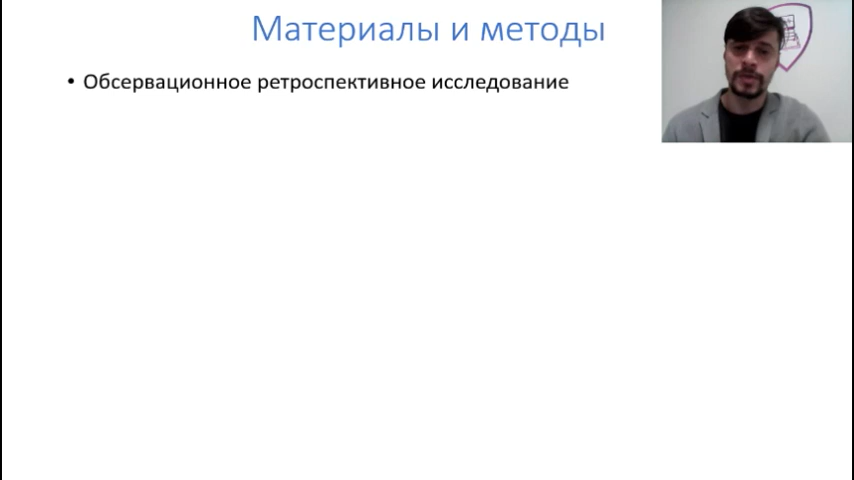 Материалы и методы
• Обсервационное ретроспективное исследование